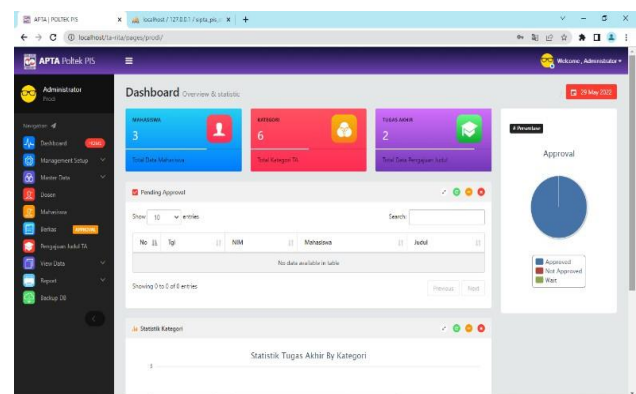 APTA | POLTEK PIS
localhost / 127.0.0.1 /
localhost/ta-nla/pages/prodi/
APTA Poltek PIS
Welcome, Administrator
Administrator
Prodi
Navigation
Dashboard
Management Setup
Master Data
Dosen
Mahasiswa
Berkas
Pengajuan Judul TA
View Data
Report
Backup DB
Dashboard Overview & statistic
29 May 2022
MAHASISWA
3
Total Data Mahasiswa
KATEGORI
6
Total Kategori TA
TUGAS AKHIR
2
Total Data Pengajuan Judul
Pending Approval
Show 10 entries
Search:
No Tgl NIM Mahasiswa Judul
No data available in table
Showing 0 to 0 of 0 entries
Previous Next
Statistik Kategori
Statistik Tugas Akhir By Kategori
3
# Persentase
Approval
Approved
Not Approved
Wait